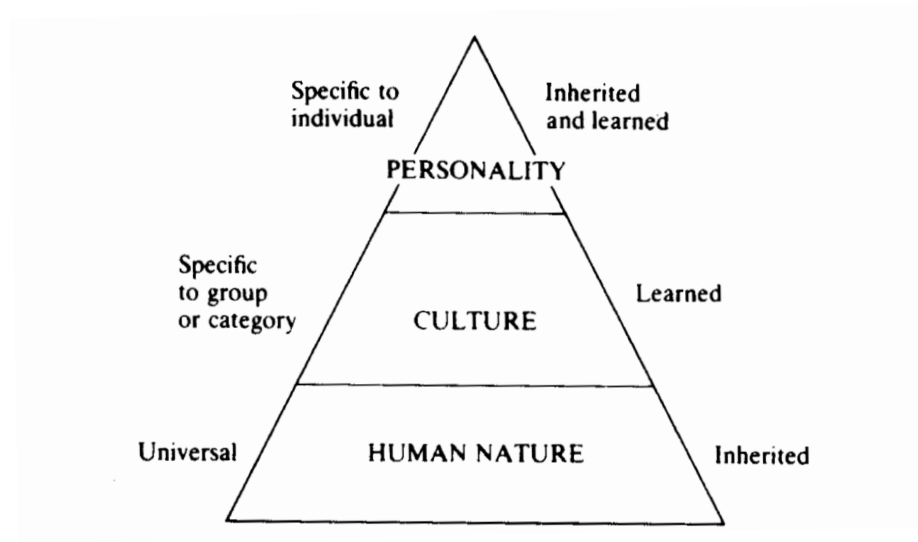 Specific to
individual
Inherited
and learned
PERSONALITY
Specific
to group
or category
CULTURE
Learned
Universal
HUMAN NATURE
Inherited